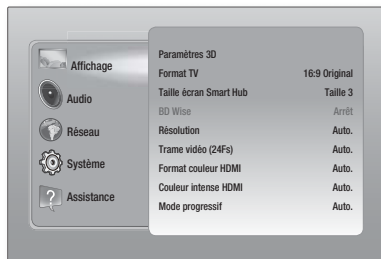 Affichage
Audio
Réseau
Système
Assistance
Paramètres 3D
Format TV 16:9 Original
Taille écran Smart Hub Taille 3
BD Wise Arrêt
Résolution Auto.
Trame vidéo (24Fs) Auto.
Format couleur HDMI Auto.
Couleur intense HDMI Auto.
Mode progressif Auto.